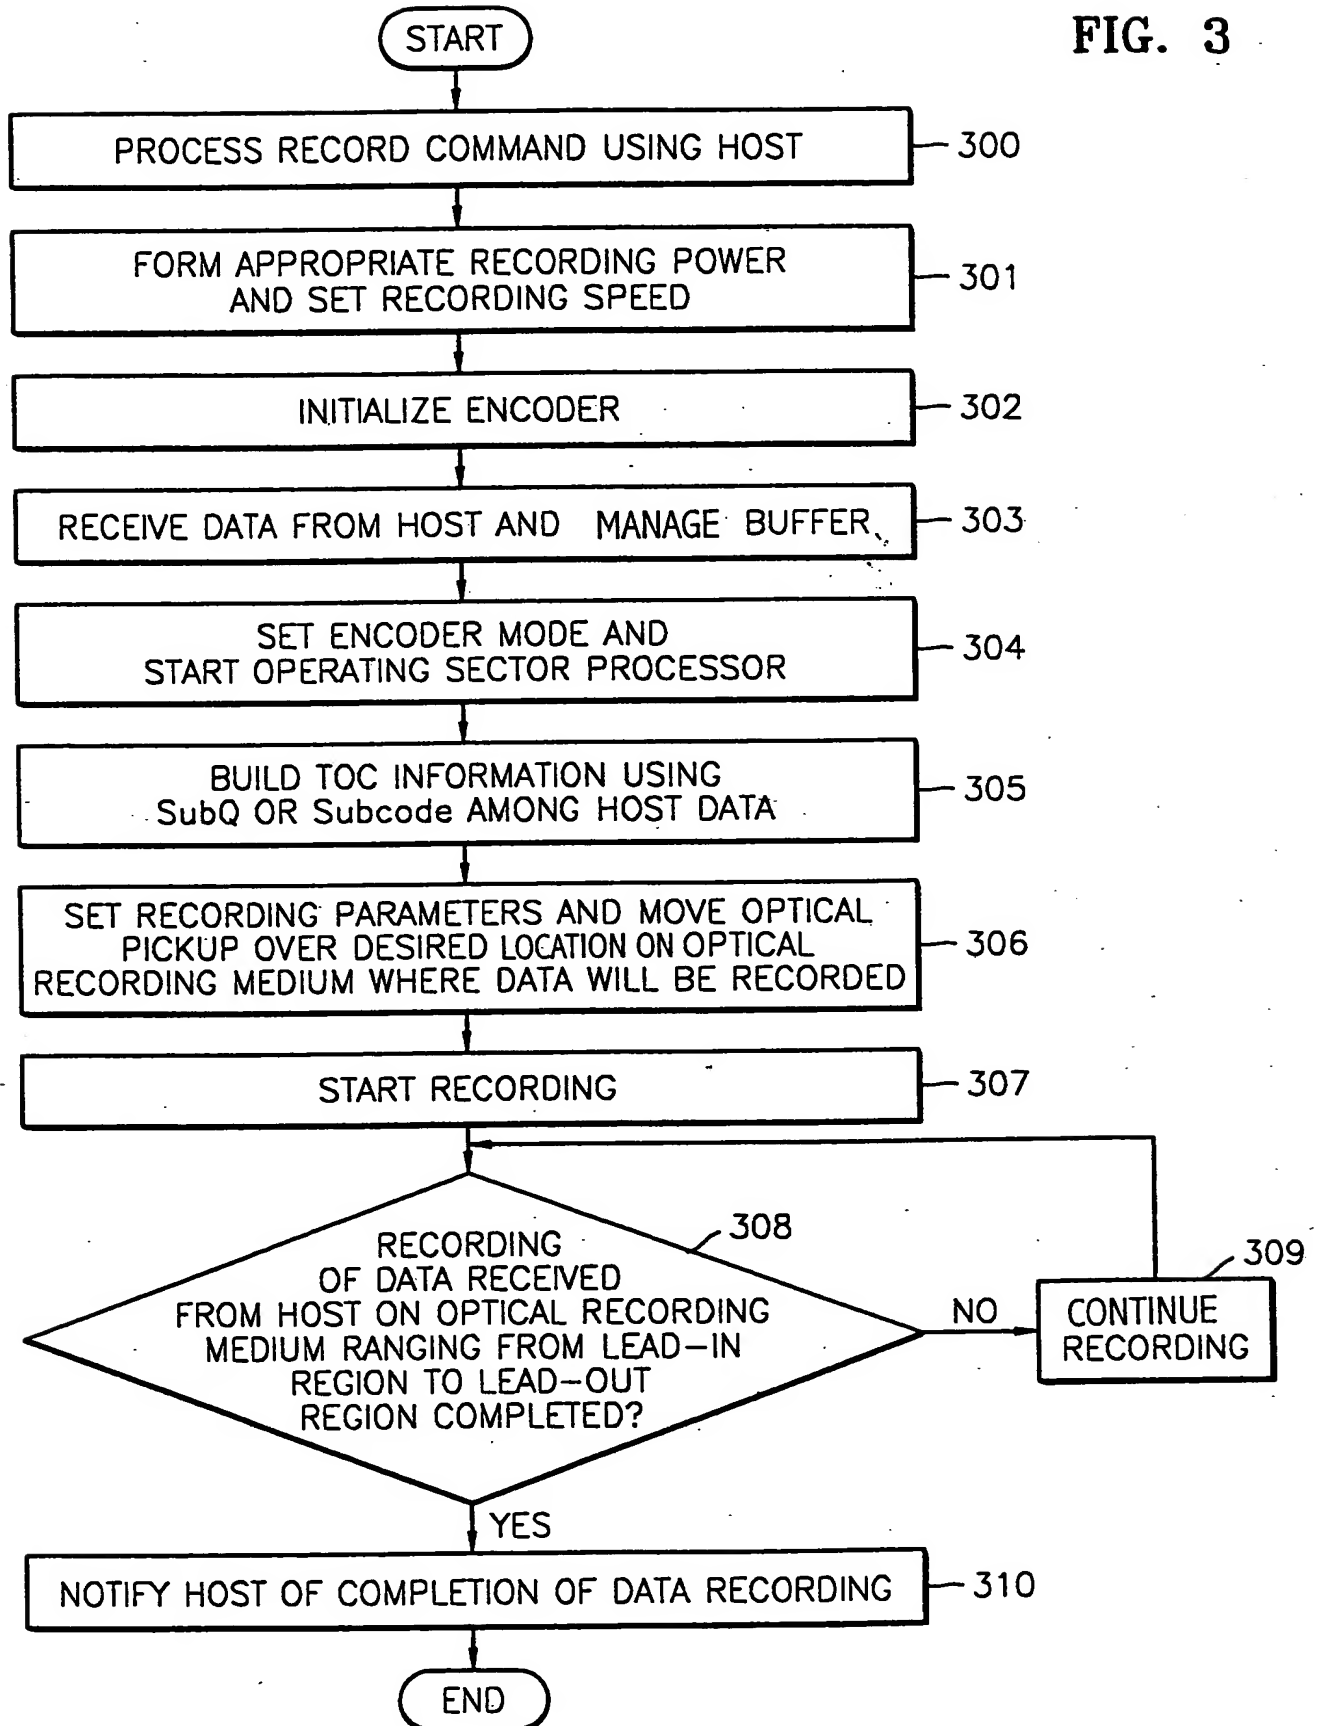 FIG. 3
START
PROCESS RECORD COMMAND USING HOST
300
FORM APPROPRIATE RECORDING POWER
AND SET RECORDING SPEED
301
INITIALIZE ENCODER
302
RECEIVE DATA FROM HOST AND MANAGE BUFFER
303
SET ENCODER MODE AND
START OPERATING SECTOR PROCESSOR
304
BUILD TOC INFORMATION USING
SubQ OR Subcode AMONG HOST DATA
305
SET RECORDING PARAMETERS AND MOVE OPTICAL
PICKUP OVER DESIRED LOCATION ON OPTICAL
RECORDING MEDIUM WHERE DATA WILL BE RECORDED
306
START RECORDING
307
308
RECORDING
OF DATA RECEIVED
FROM HOST ON OPTICAL RECORDING
MEDIUM RANGING FROM LEAD-IN
REGION TO LEAD-OUT
REGION COMPLETED?
NO
309
CONTINUE
RECORDING
YES
NOTIFY HOST OF COMPLETION OF DATA RECORDING
310
END